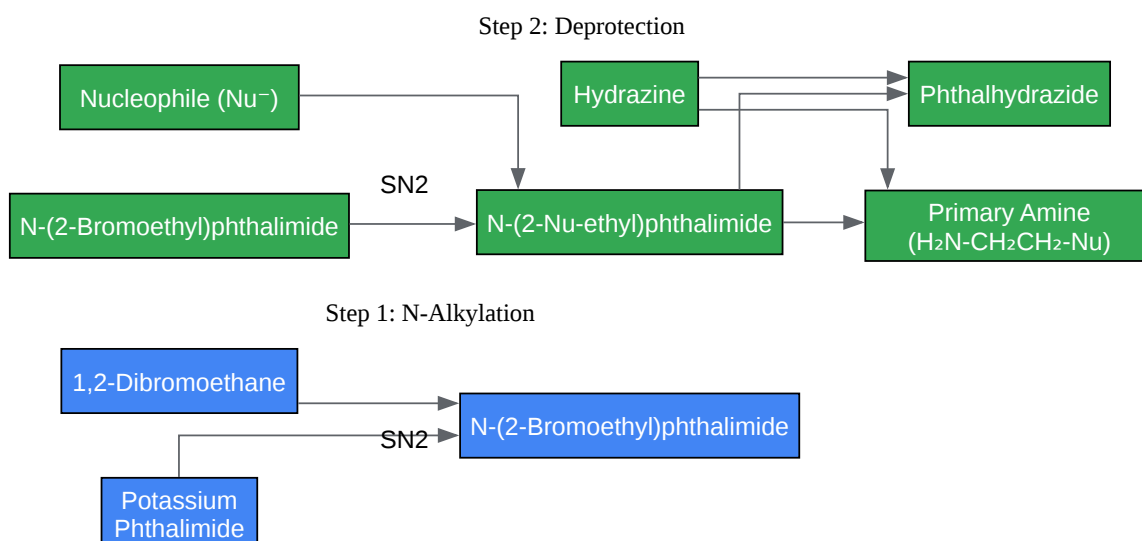 Step 2: Deprotection
Nucleophile (Nu⁻)
Hydrazine
Phthalhydrazide
SN2
N-(2-Bromoethyl)phthalimide
N-(2-Nu-ethyl)phthalimide
Primary Amine
(H₂N-CH₂CH₂-Nu)
Step 1: N-Alkylation
1,2-Dibromoethane
N-(2-Bromoethyl)phthalimide
SN2
Potassium
Phthalimide